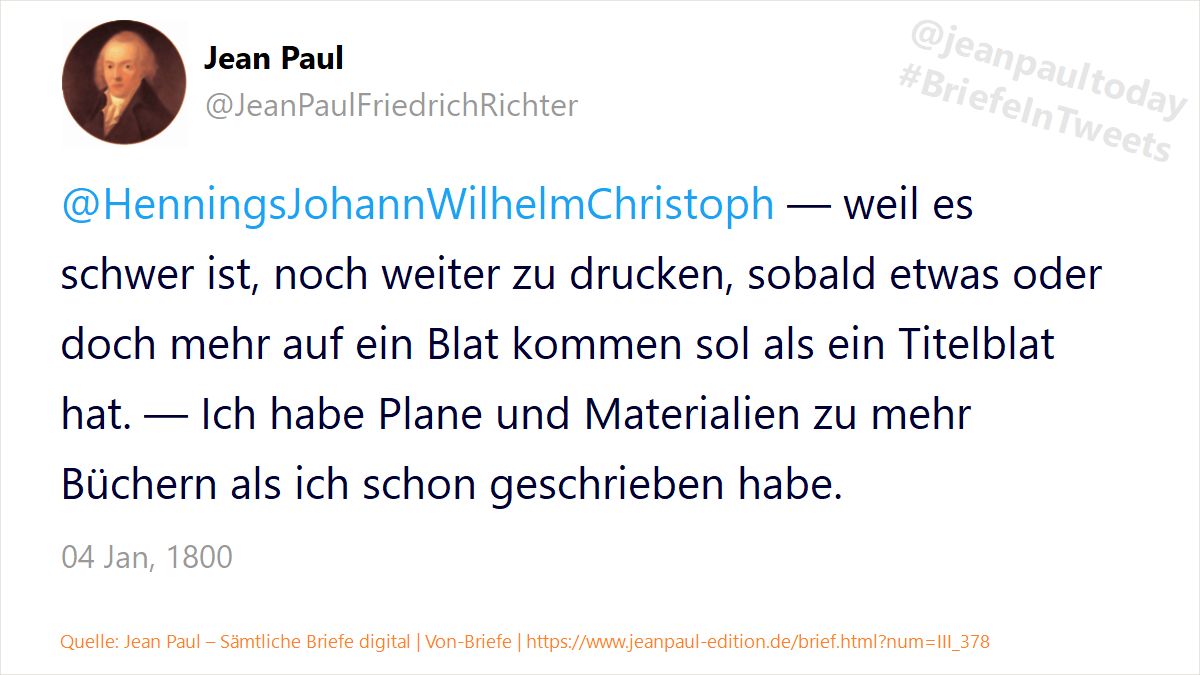 Jean Paul
@JeanPaulFriedrichRichter
@jeanpaultoday
#BriefeInTweets
@HenningsJohannWilhelmChristoph — weil es
schwer ist, noch weiter zu drucken, sobald etwas oder
doch mehr auf ein Blat kommen sol als ein Titelblat
hat. — Ich habe Plane und Materialien zu mehr
Büchern als ich schon geschrieben habe.
04 Jan, 1800
Quelle: Jean Paul – Sämtliche Briefe digital | Von-Briefe | https://www.jeanpaul-edition.de/brief.html?num=III_378